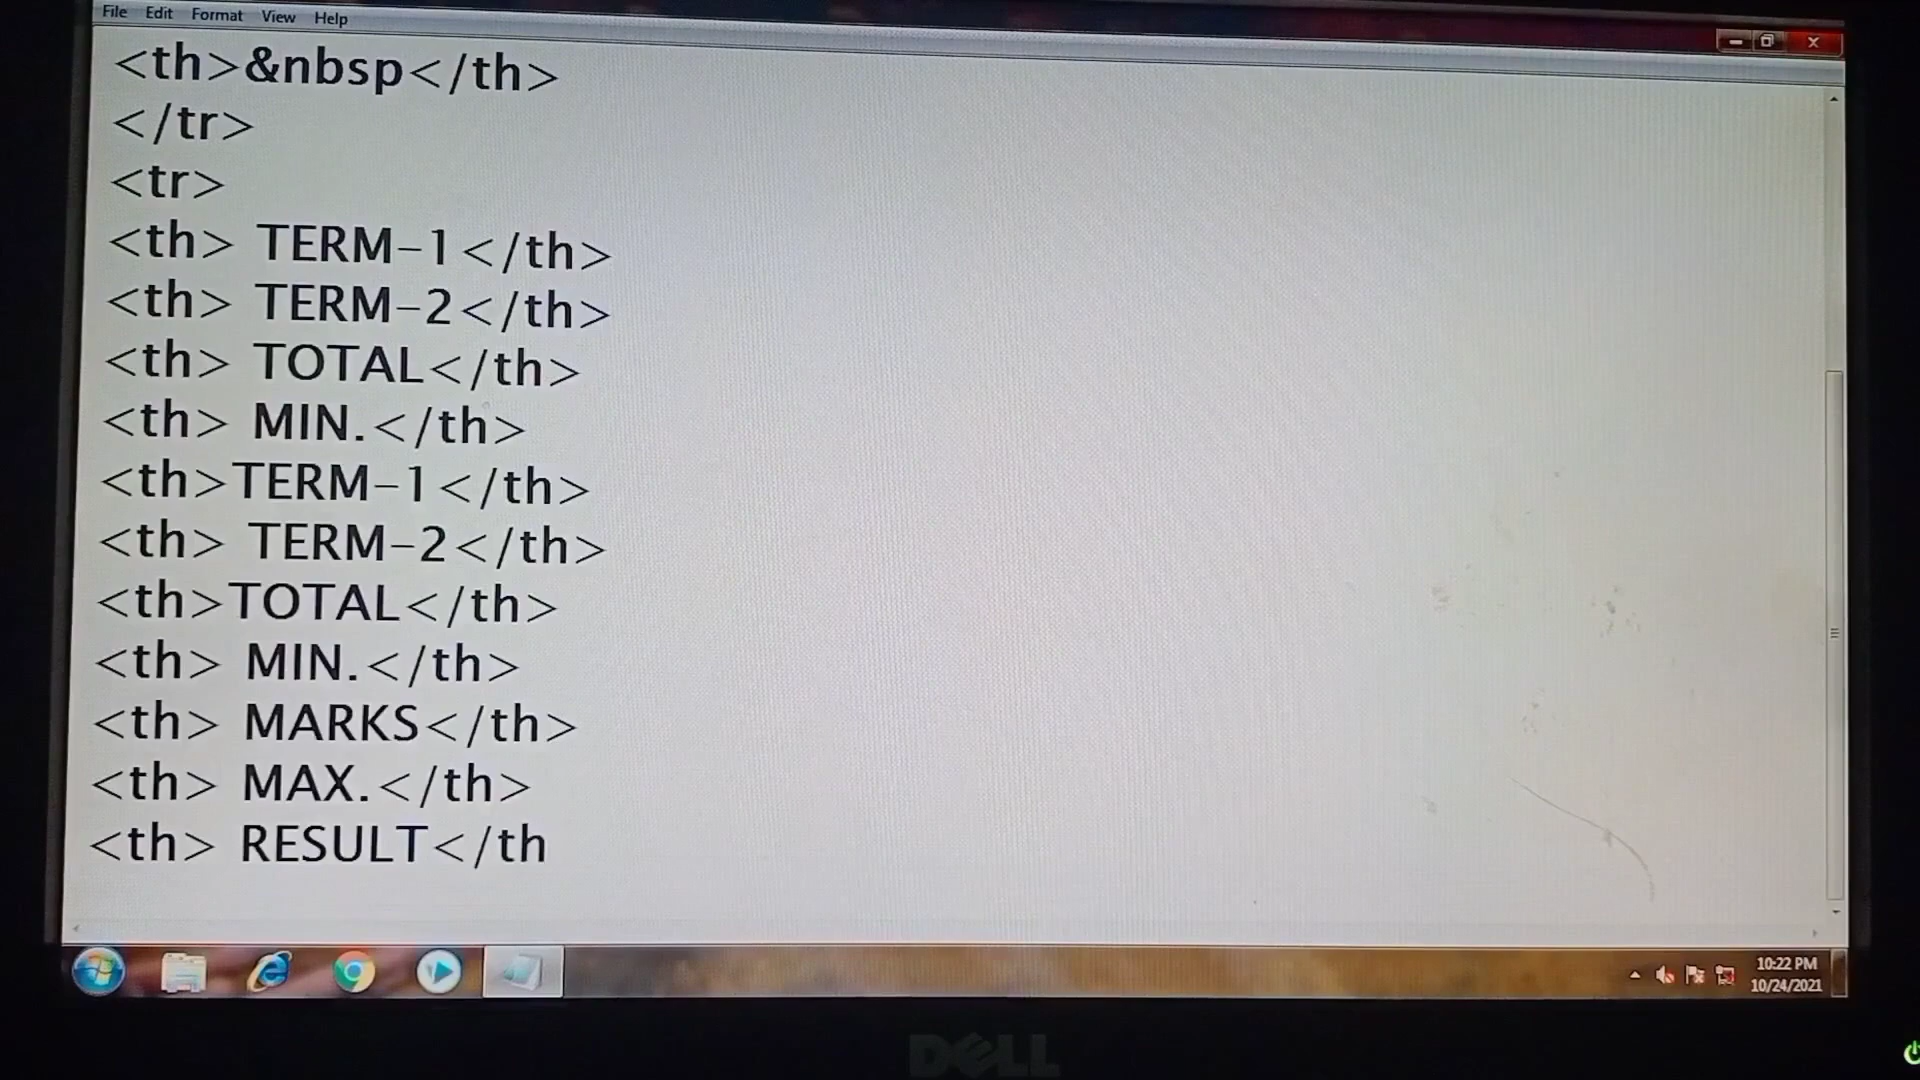 File Edit Format View Help
<th>&nbsp</th>
</tr>
<tr>
<th> TERM-1</th>
<th> TERM-2</th>
<th> TOTAL</th>
<th> MIN.</th>
<th>TERM-1</th>
<th> TERM-2</th>
<th>TOTAL</th>
<th> MIN.</th>
<th> MARKS</th>
<th> MAX.</th>
<th> RESULT</th
10:22 PM
10/24/2021
DELL